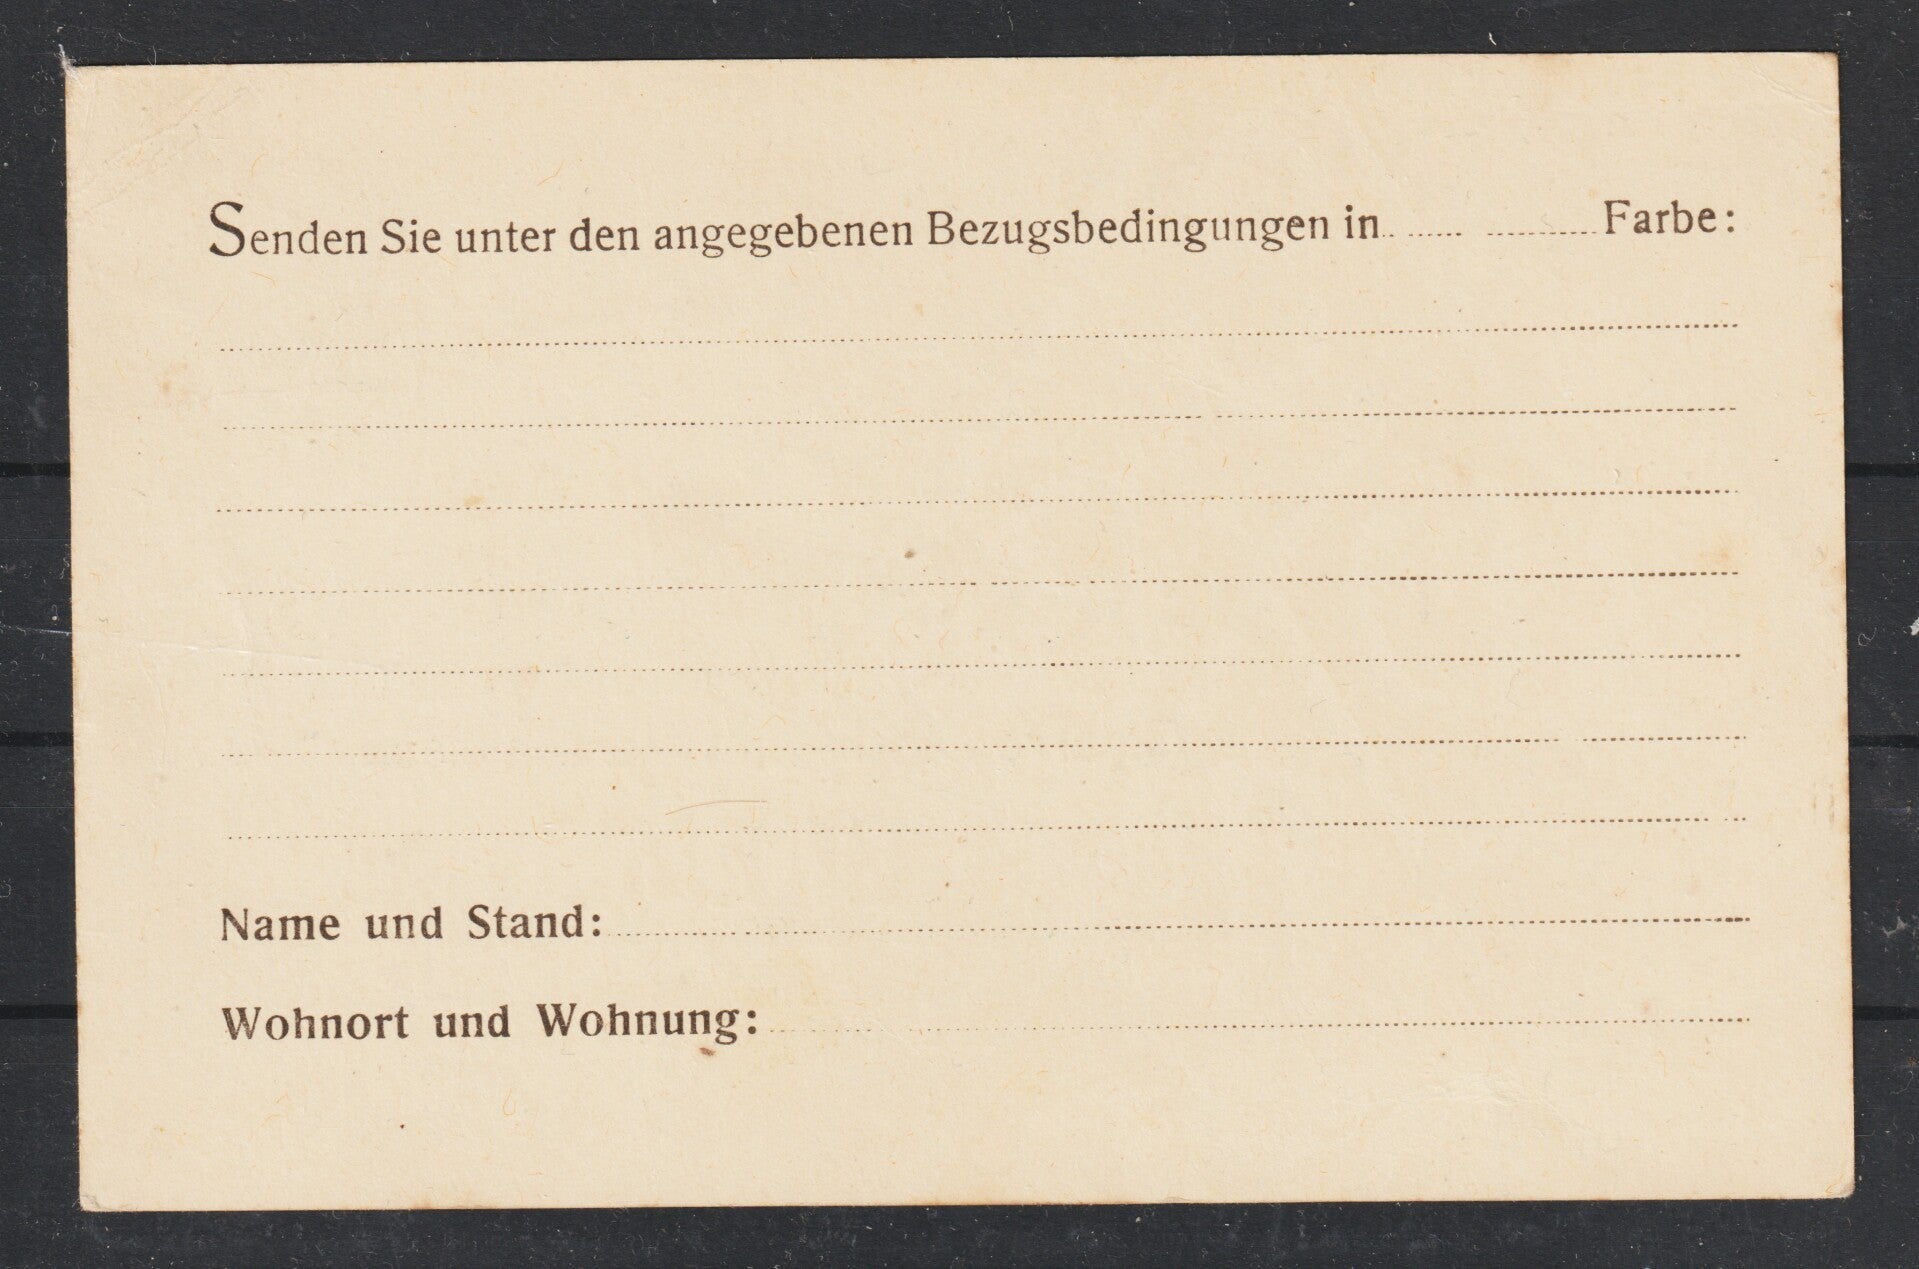 Senden Sie unter den angegebenen Bezugsbedingungen in.. ...... ............ Farbe:
Name und Stand:
Wohnort und Wohnung: